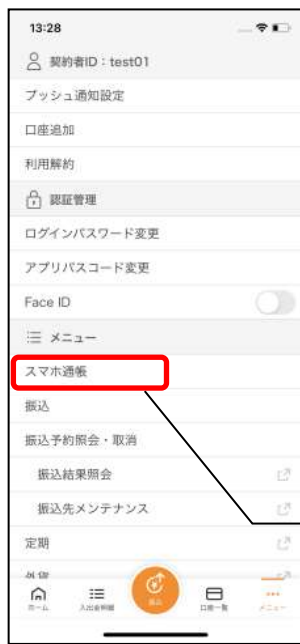 13:28
契約者ID:test01
プッシュ通知設定
口座追加
利用解約
認証管理
ログインパスワード変更
アプリパスコード変更
Face ID
メニュー
スマホ通帳
振込
振込予約照会・取消
振込結果照会
振込先メンテナンス
定期
外貨
ホーム
入出金明細
振込
口座一覧
メニュー